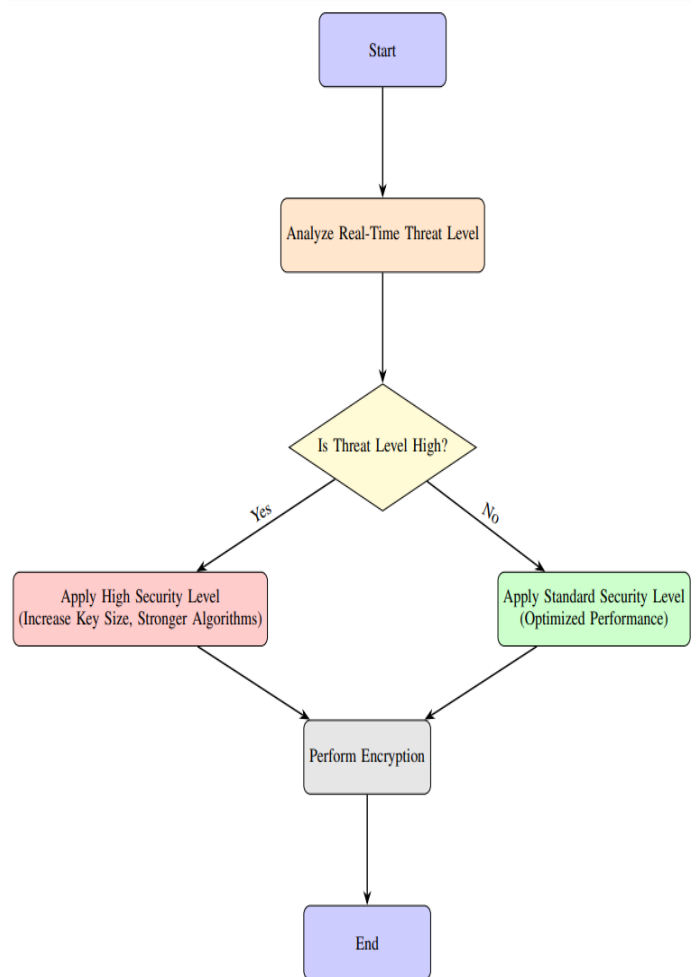 Start
Analyze Real-Time Threat Level
Is Threat Level High?
Yes
No
Apply High Security Level
(Increase Key Size, Stronger Algorithms)
Apply Standard Security Level
(Optimized Performance)
Perform Encryption
End